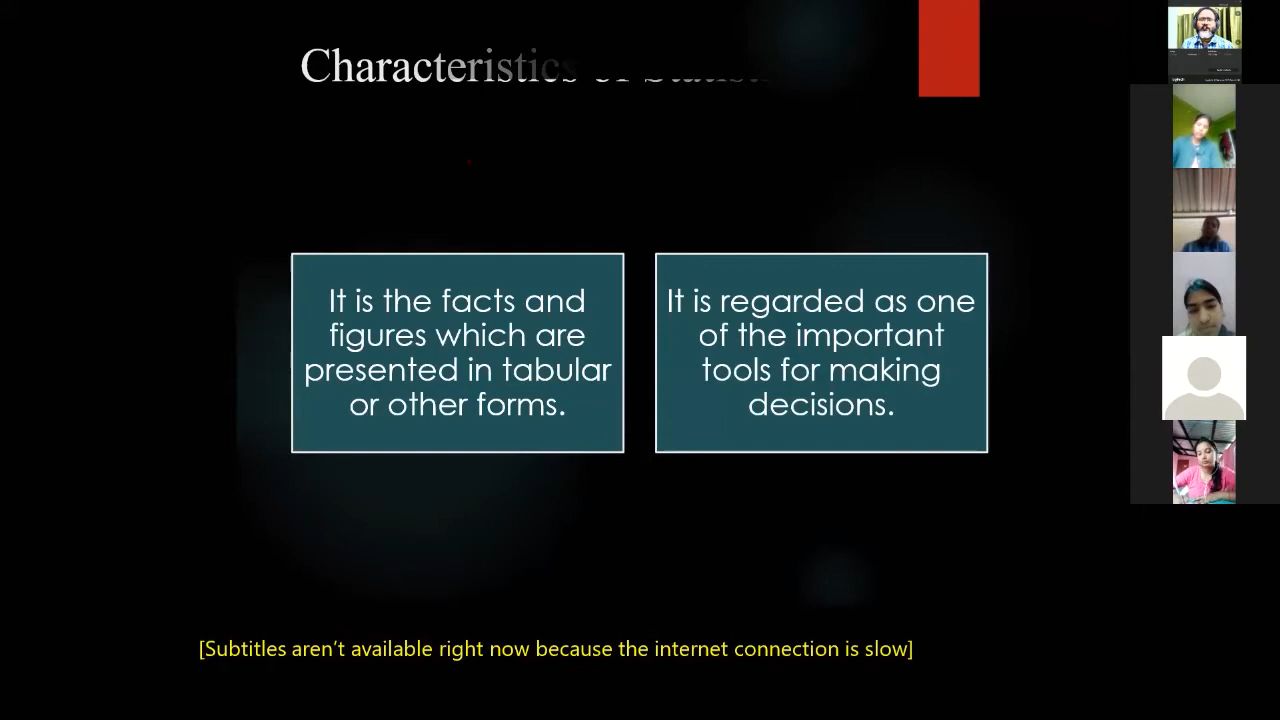 Characteristics of
It is the facts and
figures which are
presented in tabular
or other forms.
It is regarded as one
of the important
tools for making
decisions.
[Subtitles aren't available right now because the internet connection is slow]